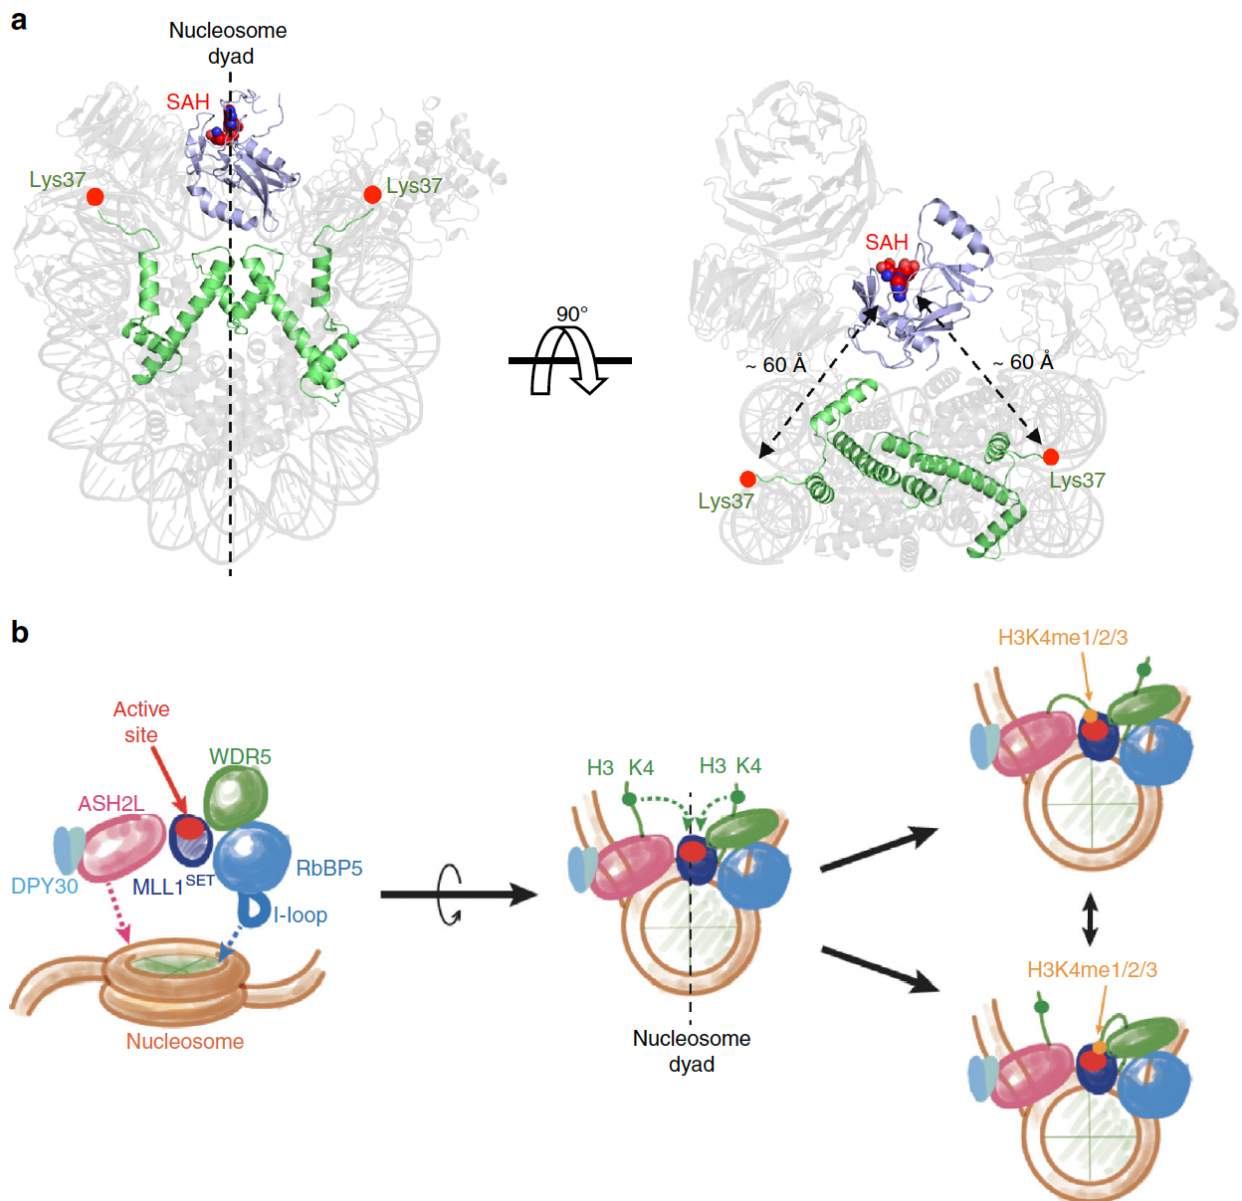 a
Nucleosome
dyad
SAH
Lys37
Lys37
90°
SAH
~ 60 Å
~ 60 Å
Lys37
Lys37
b
Active
site
WDR5
ASH2L
DPY30
MLL1SET
RbBP5
I-loop
Nucleosome
H3 K4
H3 K4
Nucleosome
dyad
H3K4me1/2/3
H3K4me1/2/3